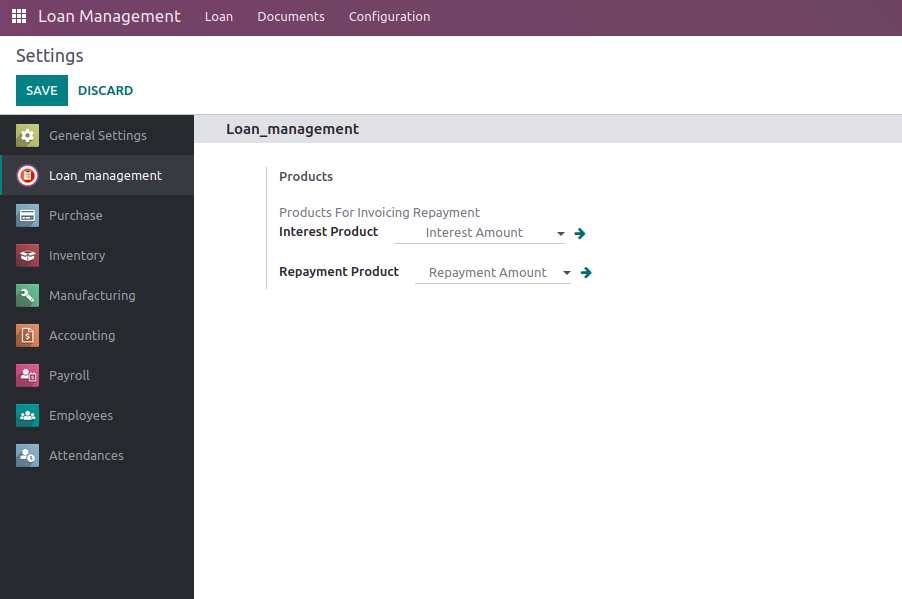 Loan Management Loan Documents Configuration
Settings
SAVE DISCARD
General Settings
Loan_management
Purchase
Inventory
Manufacturing
Accounting
Payroll
Employees
Attendances
Loan_management
Products
Products For Invoicing Repayment
Interest Product Interest Amount
Repayment Product Repayment Amount